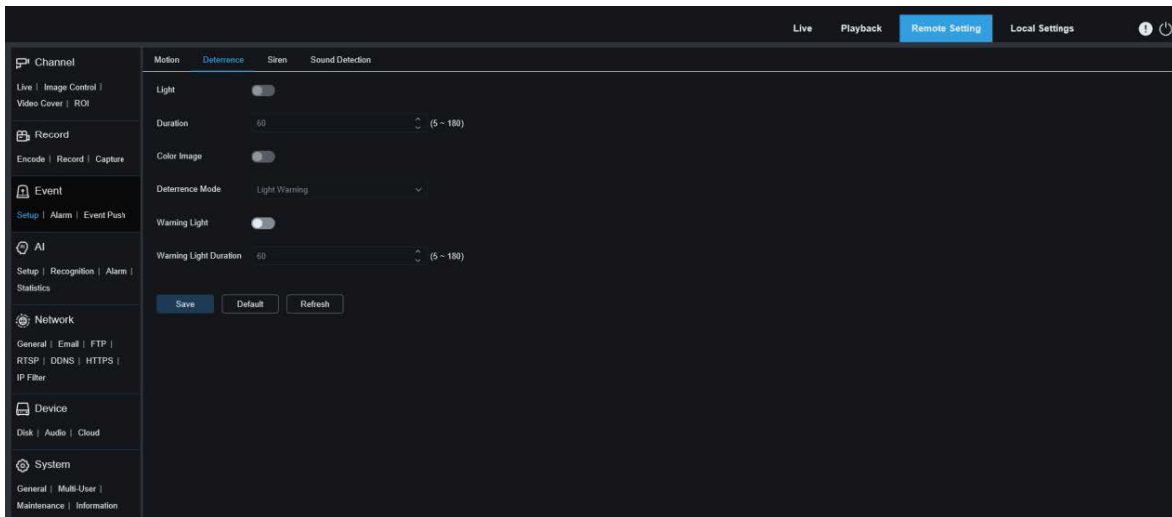 Live Playback Remote Setting Local Settings
Channel
Live | Image Control |
Video Cover | ROI
Record
Encode | Record | Capture
Event
Setup | Alarm | Event Push
AI
Setup | Recognition | Alarm |
Statistics
Network
General | Email | FTP |
RTSP | DDNS | HTTPS |
IP Filter
Device
Disk | Audio | Cloud
System
General | Multi-User |
Maintenance | Information
Motion Deterrence Siren Sound Detection
Light
Duration 60 (5 ~ 180)
Color Image
Deterrence Mode Light Warning
Warning Light
Warning Light Duration 60 (5 ~ 180)
Save Default Refresh